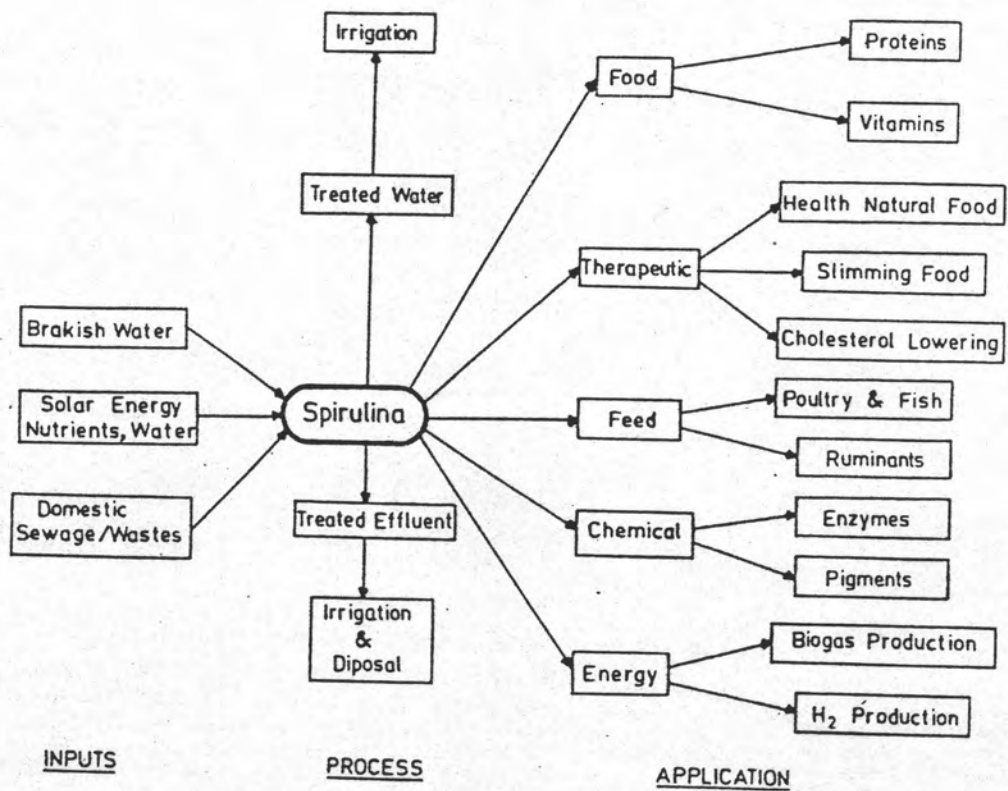 Irrigation
Treated Water
Brakish Water
Solar Energy
Nutrients, Water
Domestic
Sewage/Wastes
Spirulina
Treated Effluent
Irrigation
&
Diposal
Food
Proteins
Vitamins
Therapeutic
Health Natural Food
Slimming Food
Cholesterol Lowering
Feed
Poultry & Fish
Ruminants
Chemical
Enzymes
Pigments
Energy
Biogas Production
H₂ Production
INPUTS
PROCESS
APPLICATION